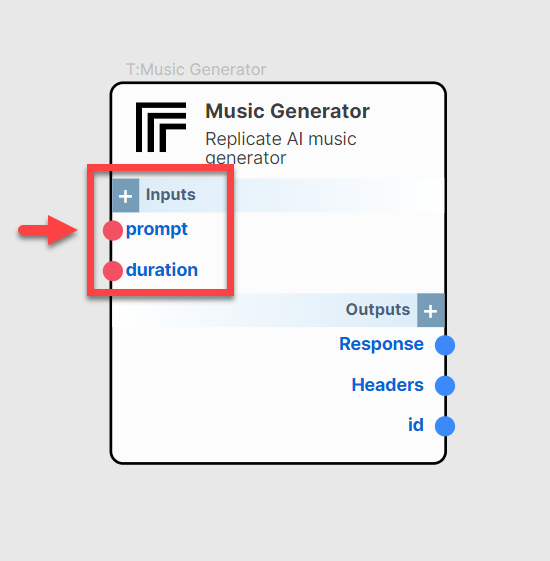 T:Music Generator
Music Generator
Replicate AI music
generator
+ Inputs
prompt
duration
Outputs +
Response
Headers
id